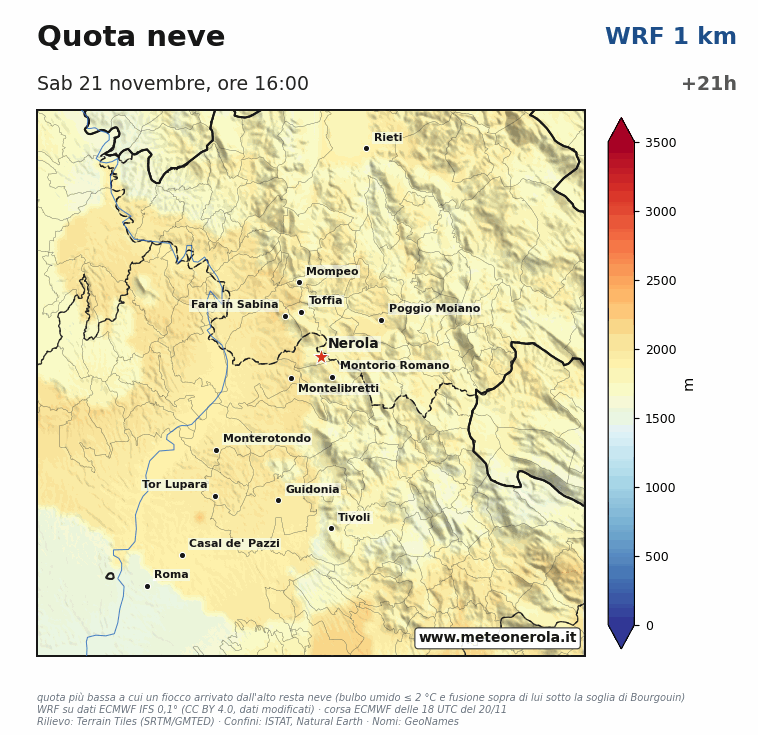 Quota neve
WRF 1 km
Sab 21 novembre, ore 16:00
+21h
Rieti
Mompeo
Fara in Sabina
Toffia
Poggio Moiano
Nerola
Montorio Romano
Montelibretti
Monterotondo
Tor Lupara
Guidonia
Tivoli
Casal de' Pazzi
Roma
www.meteonerola.it
3500
3000
2500
2000
1500
1000
500
0
m
quota più bassa a cui un fiocco arrivato dall'alto resta neve (bulbo umido ≤ 2 °C e fusione sopra di lui sotto la soglia di Bourgouin)
WRF su dati ECMWF IFS 0,1° (CC BY 4.0, dati modificati) · corsa ECMWF delle 18 UTC del 20/11
Rilievo: Terrain Tiles (SRTM/GMTED) · Confini: ISTAT, Natural Earth · Nomi: GeoNames